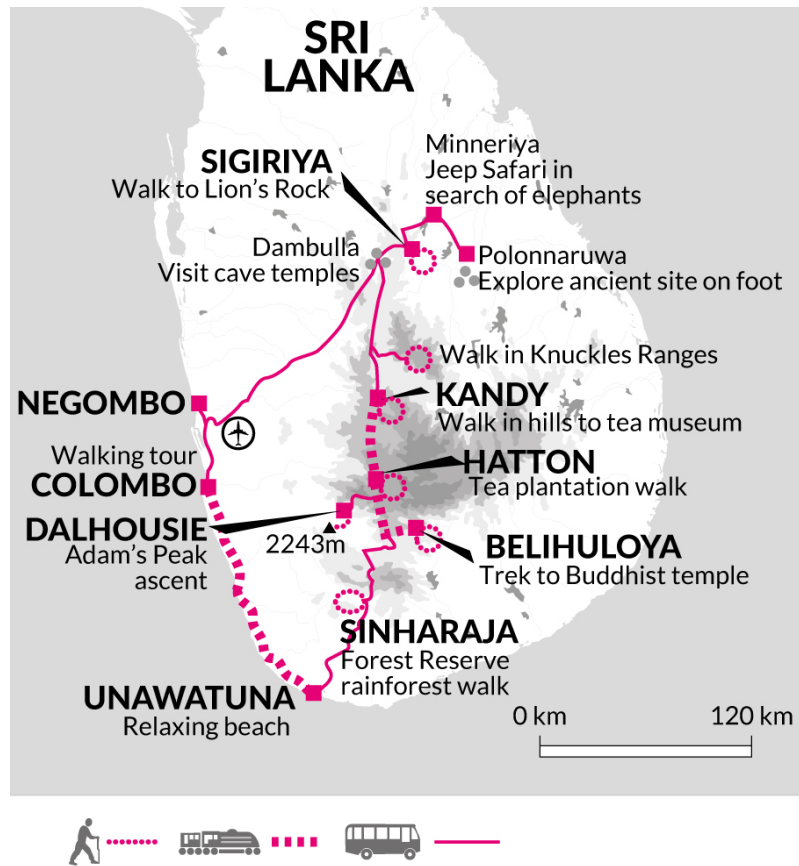 SRI
LANKA
Minneriya
Jeep Safari in
search of elephants
SIGIRIYA
Walk to Lion's Rock
Dambulla
Visit cave temples
Polonnaruwa
Explore ancient site on foot
Walk in Knuckles Ranges
NEGOMBO
KANDY
Walk in hills to tea museum
Walking tour
COLOMBO
HATTON
Tea plantation walk
DALHOUSIE
Adam's Peak
ascent
2243m
BELIHULOYA
Trek to Buddhist temple
SINHARAJA
Forest Reserve
rainforest walk
UNAWATUNA
Relaxing beach
0 km
120 km